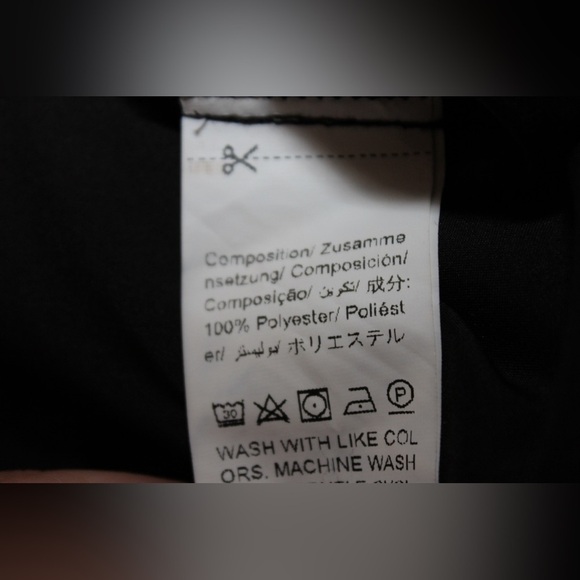 Composition/ Zusamme
nsetzung/ Composición/
Composição/ تكوين/ 成分:
100% Polyester/ Poliést
er/ بوليستر/ ポリエステル
30 P
WASH WITH LIKE COL
ORS. MACHINE WASH